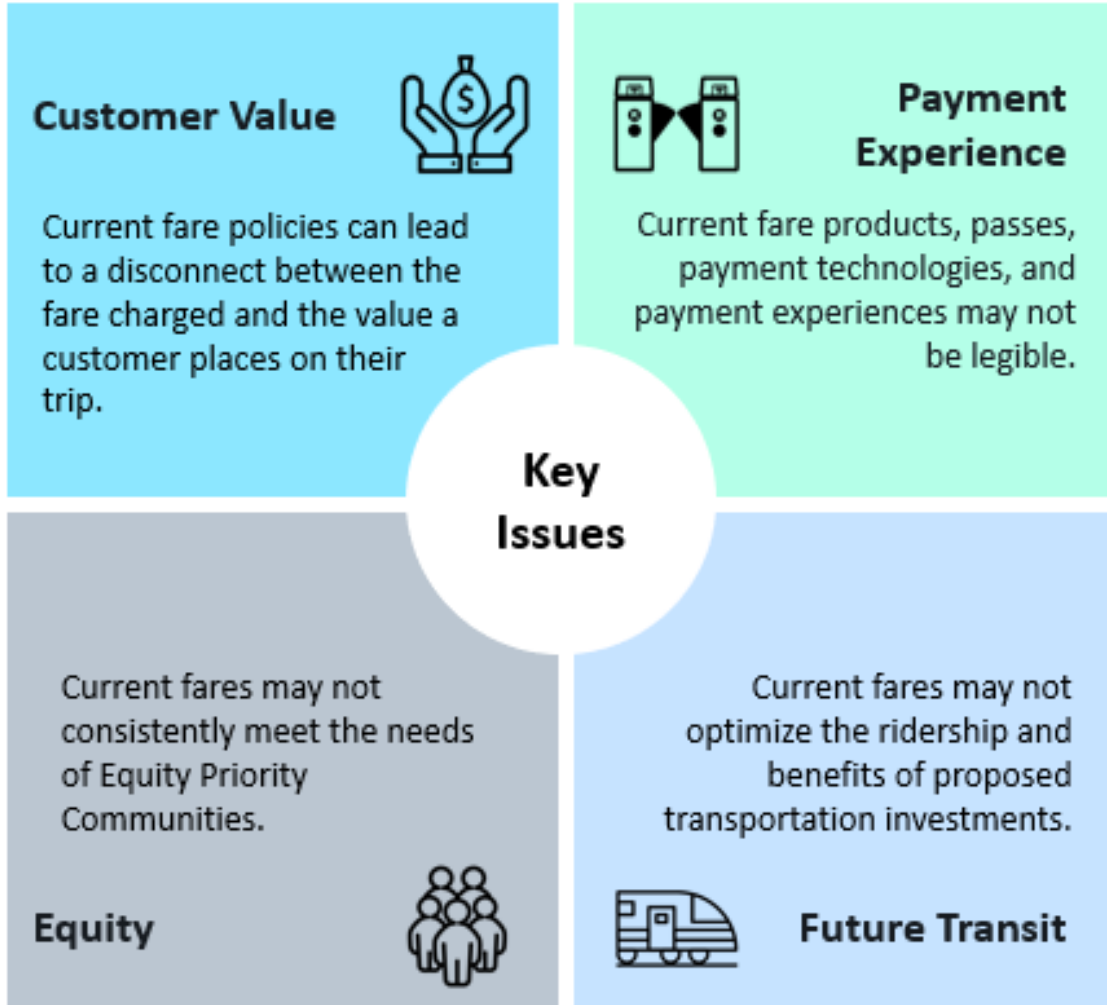 Customer Value
Current fare policies can lead
to a disconnect between the
fare charged and the value a
customer places on their
trip.
Payment
Experience
Current fare products, passes,
payment technologies, and
payment experiences may not
be legible.
Key
Issues
Current fares may not
consistently meet the needs
of Equity Priority
Communities.
Equity
Current fares may not
optimize the ridership and
benefits of proposed
transportation investments.
Future Transit